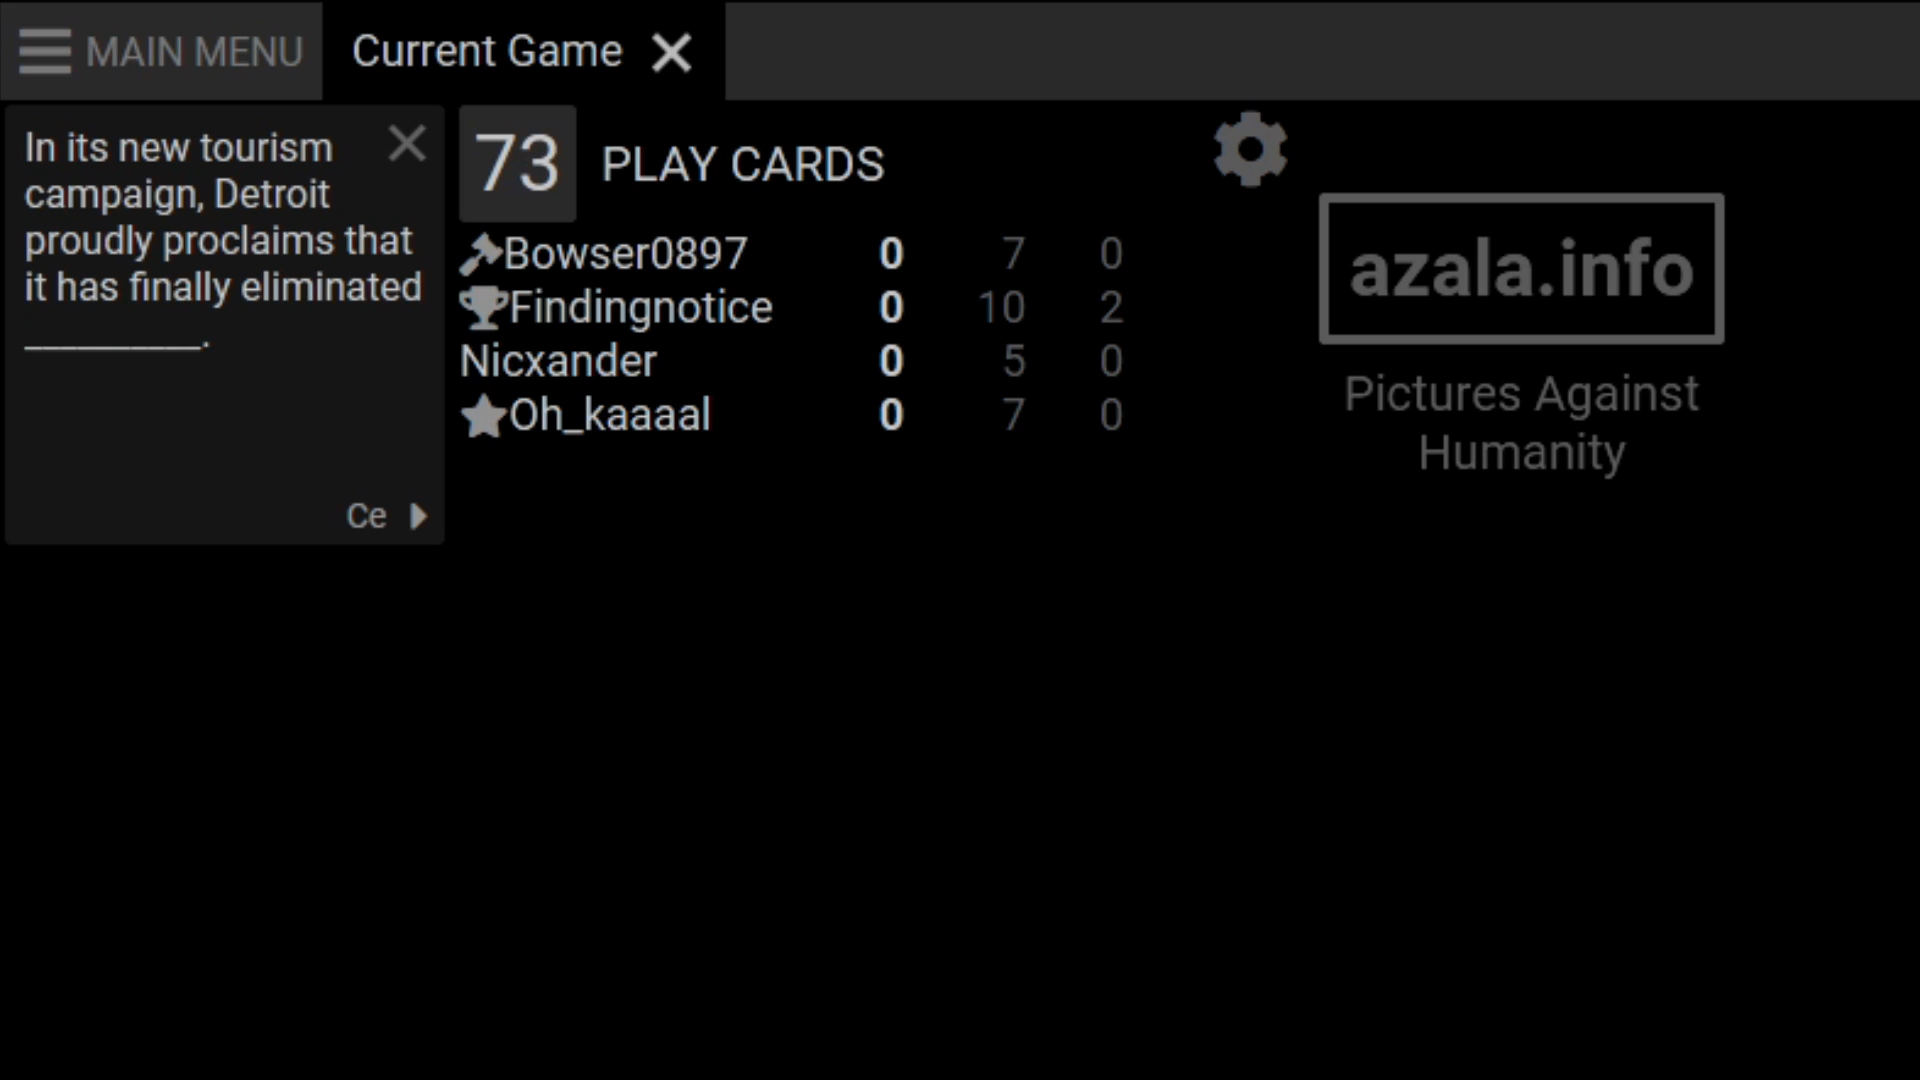 MAIN MENU
Current Game
In its new tourism
campaign, Detroit
proudly proclaims that
it has finally eliminated
__________.
Ce
73 PLAY CARDS
Bowser0897 0 7 0
Findingnotice 0 10 2
Nicxander 0 5 0
Oh_kaaaal 0 7 0
azala.info
Pictures Against
Humanity